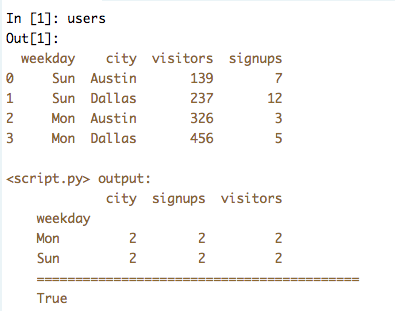 In [1]: users
Out[1]:
  weekday    city  visitors  signups
0     Sun  Austin       139        7
1     Sun  Dallas       237       12
2     Mon  Austin       326        3
3     Mon  Dallas       456        5
<script.py> output:
             city  signups  visitors
    weekday
    Mon         2        2         2
    Sun         2        2         2
    ==========================================
    True